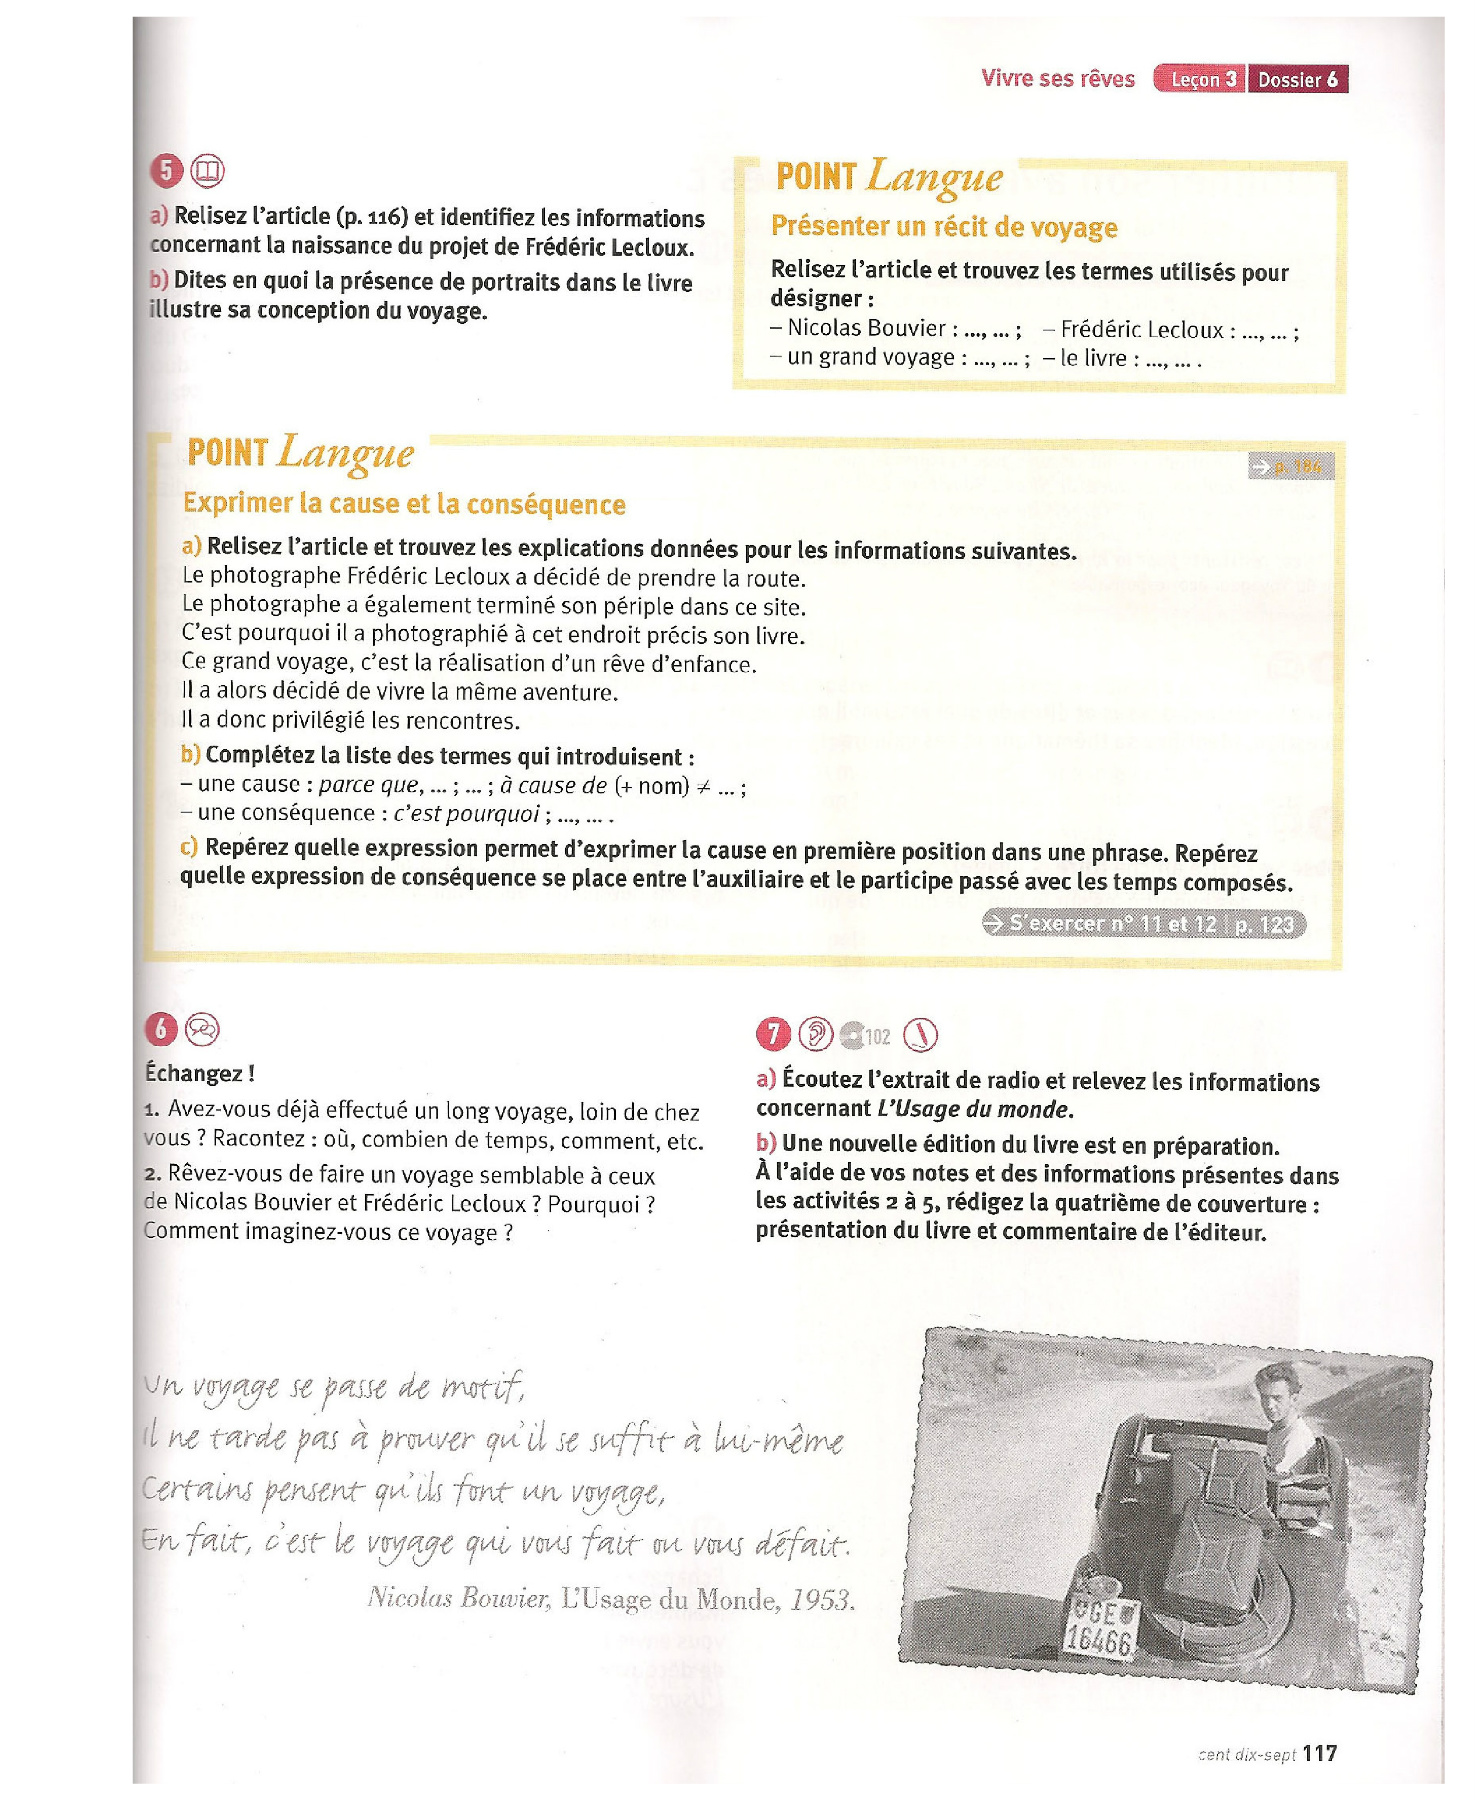 Vivre ses rêves Leçon 3 Dossier 6
5
a) Relisez l'article (p. 116) et identifiez les informations
concernant la naissance du projet de Frédéric Lecloux.
b) Dites en quoi la présence de portraits dans le livre
illustre sa conception du voyage.
POINT Langue
Présenter un récit de voyage
Relisez l'article et trouvez les termes utilisés pour
désigner :
– Nicolas Bouvier : ..., ... ; – Frédéric Lecloux : ..., ... ;
– un grand voyage : ..., ... ; – le livre : ..., ... .
POINT Langue
→ p. 184
Exprimer la cause et la conséquence
a) Relisez l'article et trouvez les explications données pour les informations suivantes.
Le photographe Frédéric Lecloux a décidé de prendre la route.
Le photographe a également terminé son périple dans ce site.
C'est pourquoi il a photographié à cet endroit précis son livre.
Ce grand voyage, c'est la réalisation d'un rêve d'enfance.
Il a alors décidé de vivre la même aventure.
Il a donc privilégié les rencontres.
b) Complétez la liste des termes qui introduisent :
– une cause : parce que, ... ; ... ; à cause de (+ nom) ≠ ... ;
– une conséquence : c'est pourquoi ; ..., ... .
c) Repérez quelle expression permet d'exprimer la cause en première position dans une phrase. Repérez
quelle expression de conséquence se place entre l'auxiliaire et le participe passé avec les temps composés.
→ S'exercer n° 11 et 12 | p. 123
6
Échangez !
1. Avez-vous déjà effectué un long voyage, loin de chez
vous ? Racontez : où, combien de temps, comment, etc.
2. Rêvez-vous de faire un voyage semblable à ceux
de Nicolas Bouvier et Frédéric Lecloux ? Pourquoi ?
Comment imaginez-vous ce voyage ?
7 102
a) Écoutez l'extrait de radio et relevez les informations
concernant L'Usage du monde.
b) Une nouvelle édition du livre est en préparation.
À l'aide de vos notes et des informations présentes dans
les activités 2 à 5, rédigez la quatrième de couverture :
présentation du livre et commentaire de l'éditeur.
Un voyage se passe de motif,
Il ne tarde pas à prouver qu'il se suffit à lui-même
Certains pensent qu'ils font un voyage,
En fait, c'est le voyage qui vous fait ou vous défait.
Nicolas Bouvier, L'Usage du Monde, 1953.
GE
16466
cent dix-sept 117